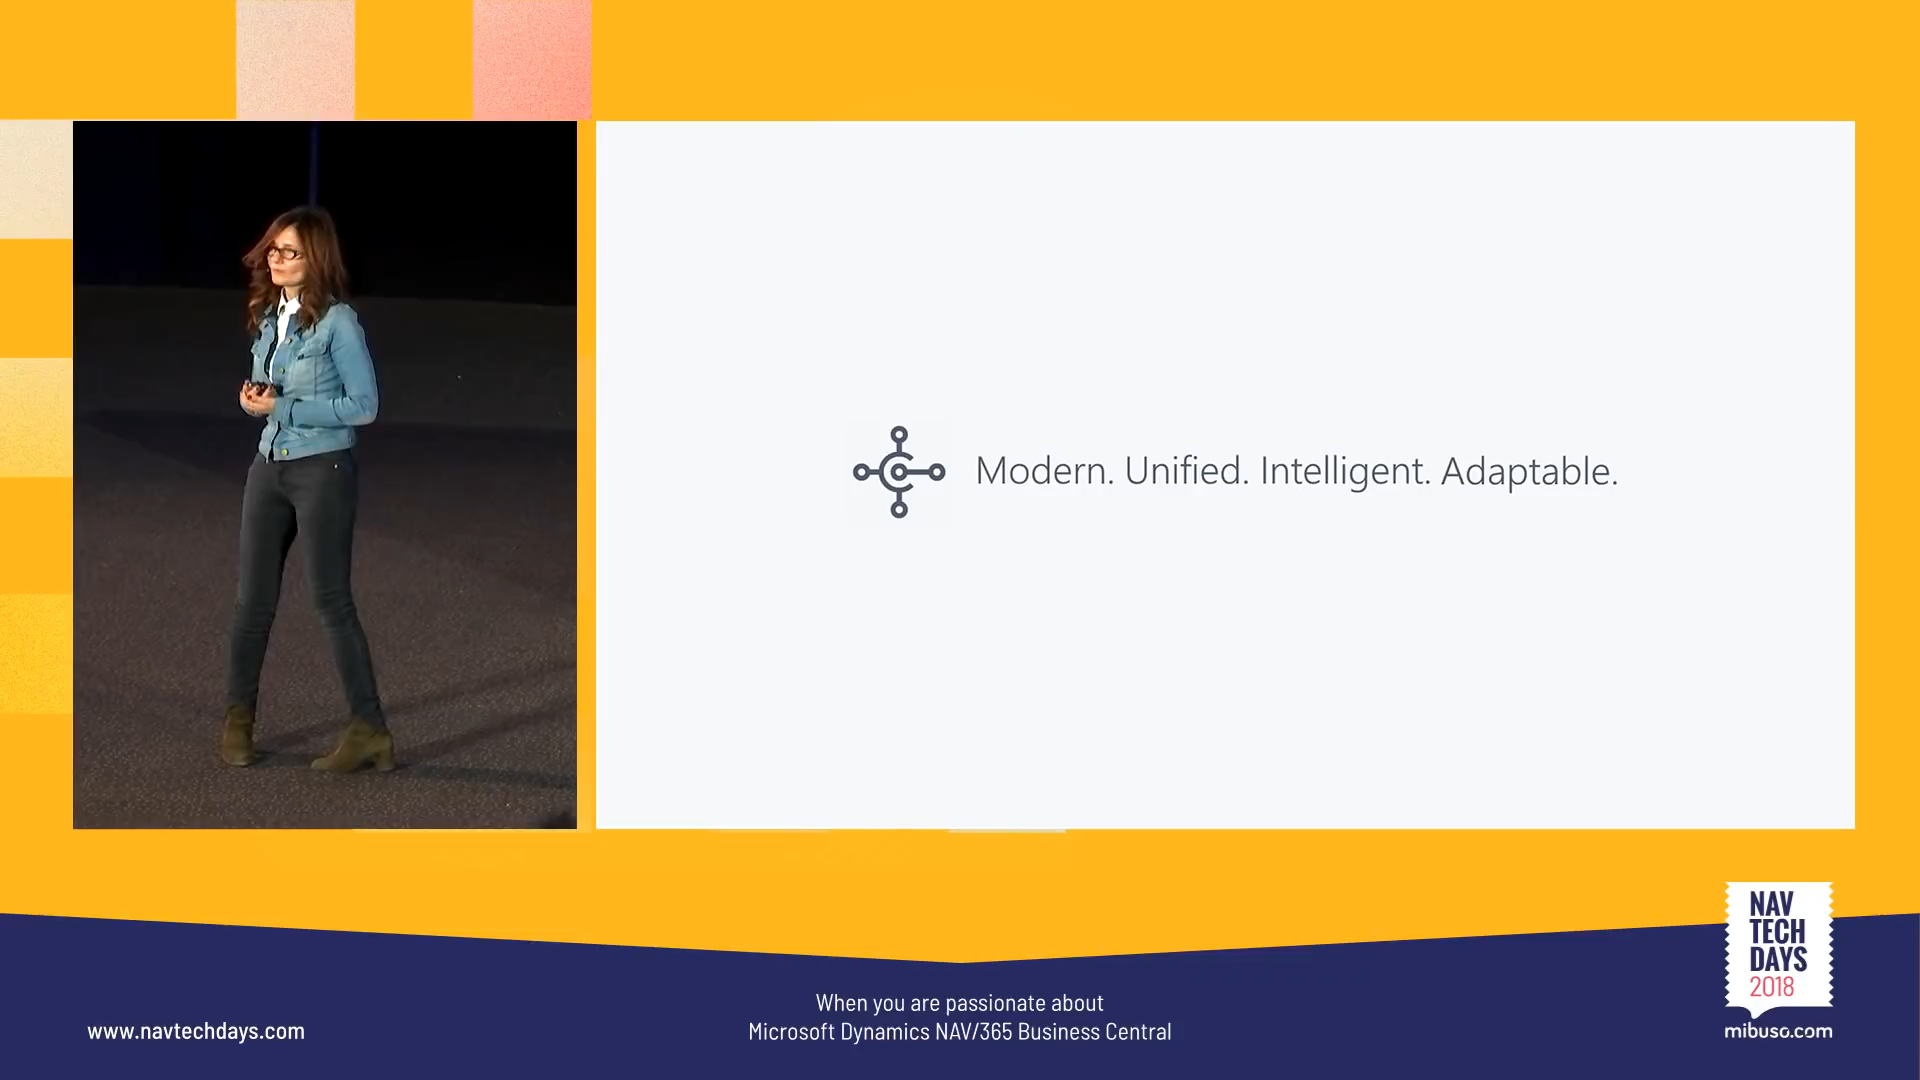 Modern. Unified. Intelligent. Adaptable.
NAV
TECH
DAYS
2018
When you are passionate about
www.navtechdays.com
Microsoft Dynamics NAV/365 Business Central
mibuso.com